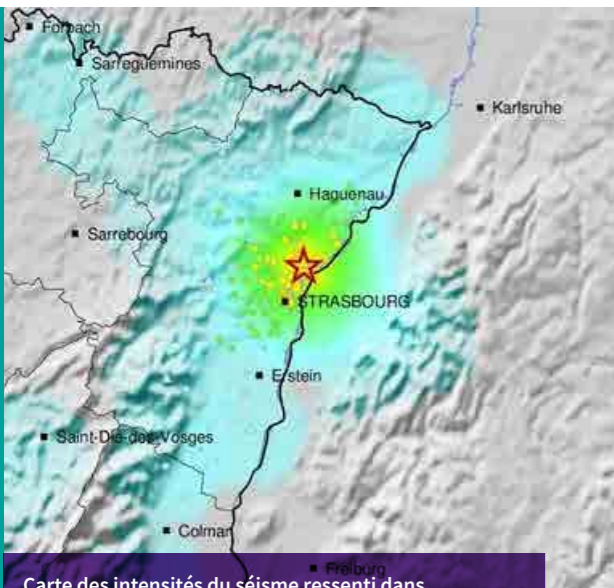 Forbach
Sarreguemines
Karlsruhe
Haguenau
Sarrebourg
STRASBOURG
Erstein
Saint-Dié-des-Vosges
Colmar
Freiburg
Carte des intensités du séisme ressenti dans